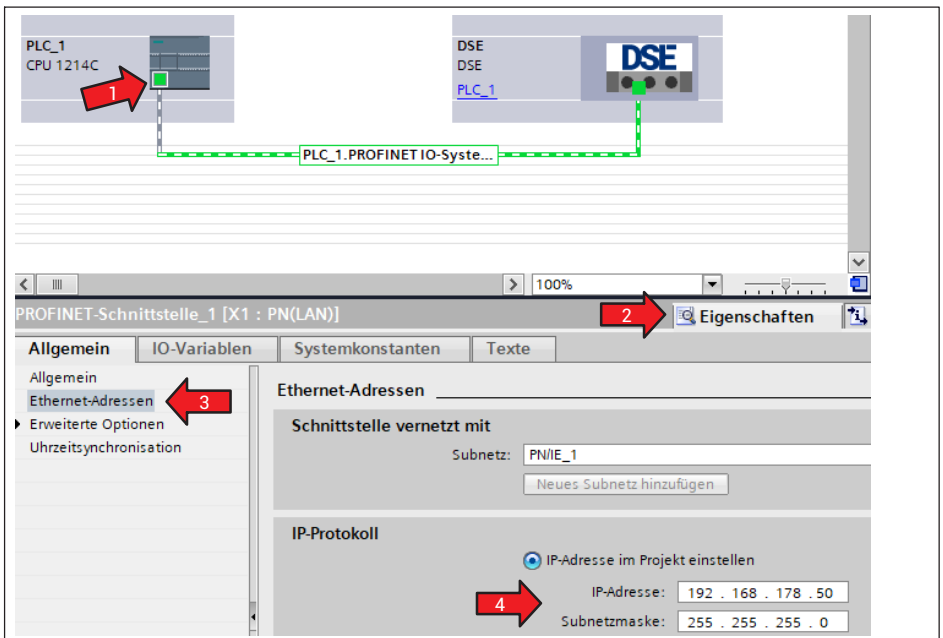 PLC_1
CPU 1214C
DSE
DSE
PLC_1
DSE
1
PLC_1.PROFINET IO-Syste...
100%
PROFINET-Schnittstelle_1 [X1 : PN(LAN)]
2
Eigenschaften
Allgemein
IO-Variablen
Systemkonstanten
Texte
Allgemein
Ethernet-Adressen
3
Erweiterte Optionen
Uhrzeitsynchronisation
Ethernet-Adressen
Schnittstelle vernetzt mit
Subnetz: PN/IE_1
Neues Subnetz hinzufügen
IP-Protokoll
IP-Adresse im Projekt einstellen
4
IP-Adresse: 192 . 168 . 178 . 50
Subnetzmaske: 255 . 255 . 255 . 0